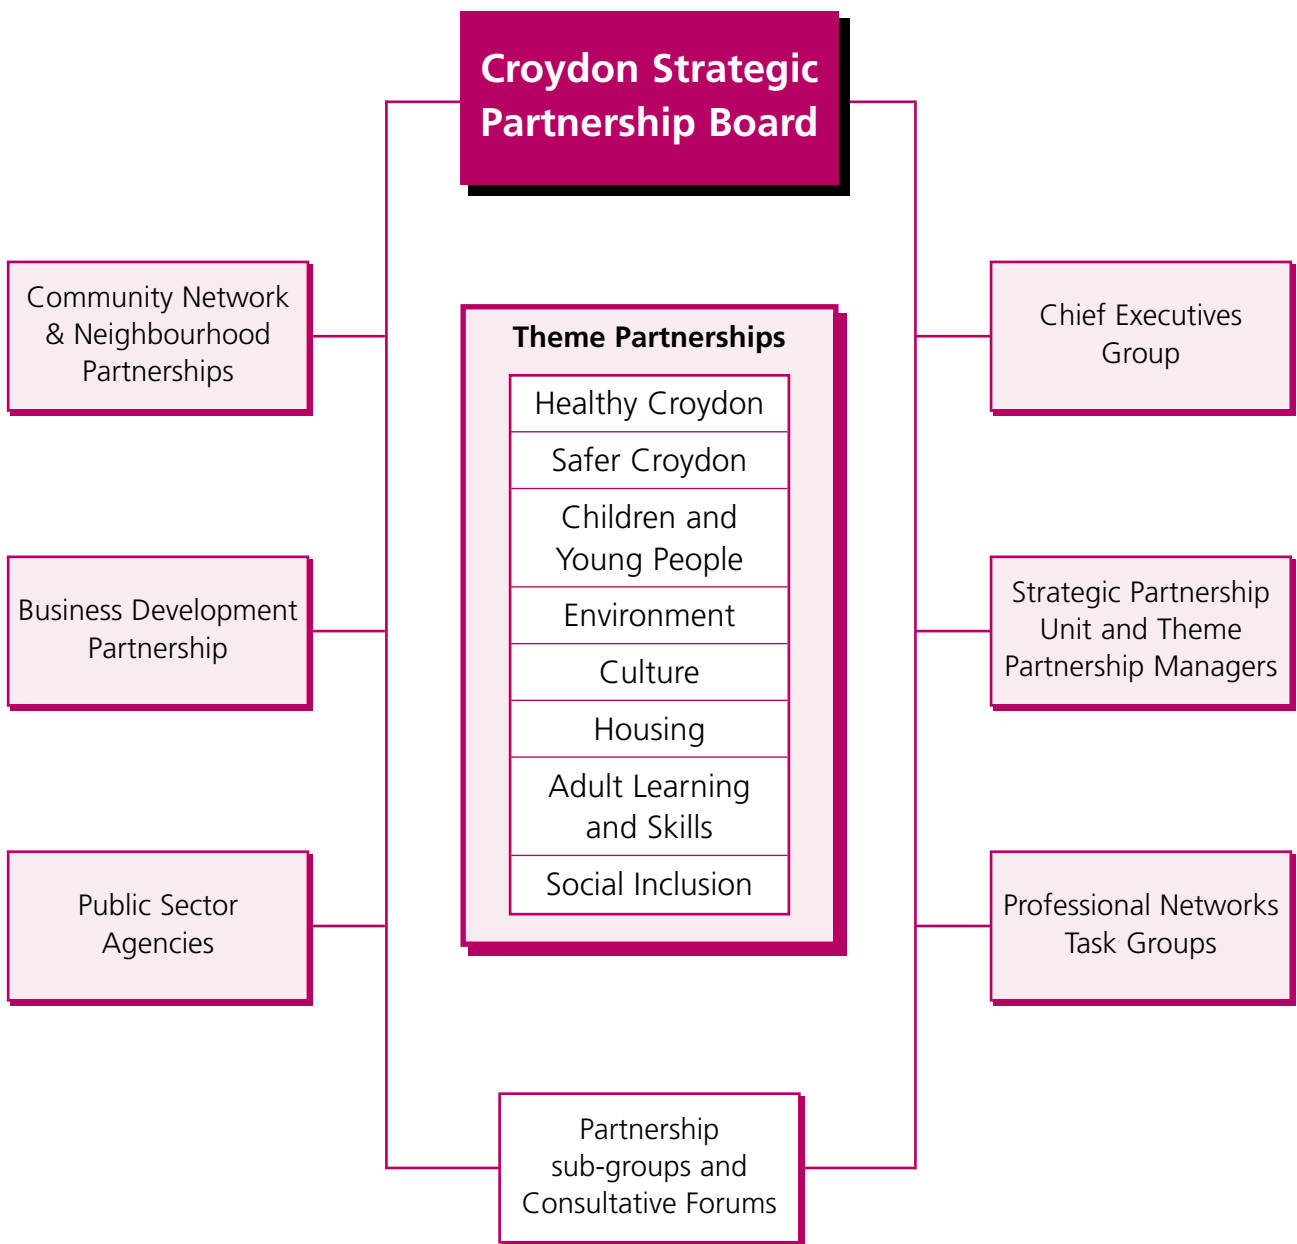 Croydon Strategic
Partnership Board
Community Network
& Neighbourhood
Partnerships
Business Development
Partnership
Public Sector
Agencies
Theme Partnerships
Healthy Croydon
Safer Croydon
Children and
Young People
Environment
Culture
Housing
Adult Learning
and Skills
Social Inclusion
Chief Executives
Group
Strategic Partnership
Unit and Theme
Partnership Managers
Professional Networks
Task Groups
Partnership
sub-groups and
Consultative Forums